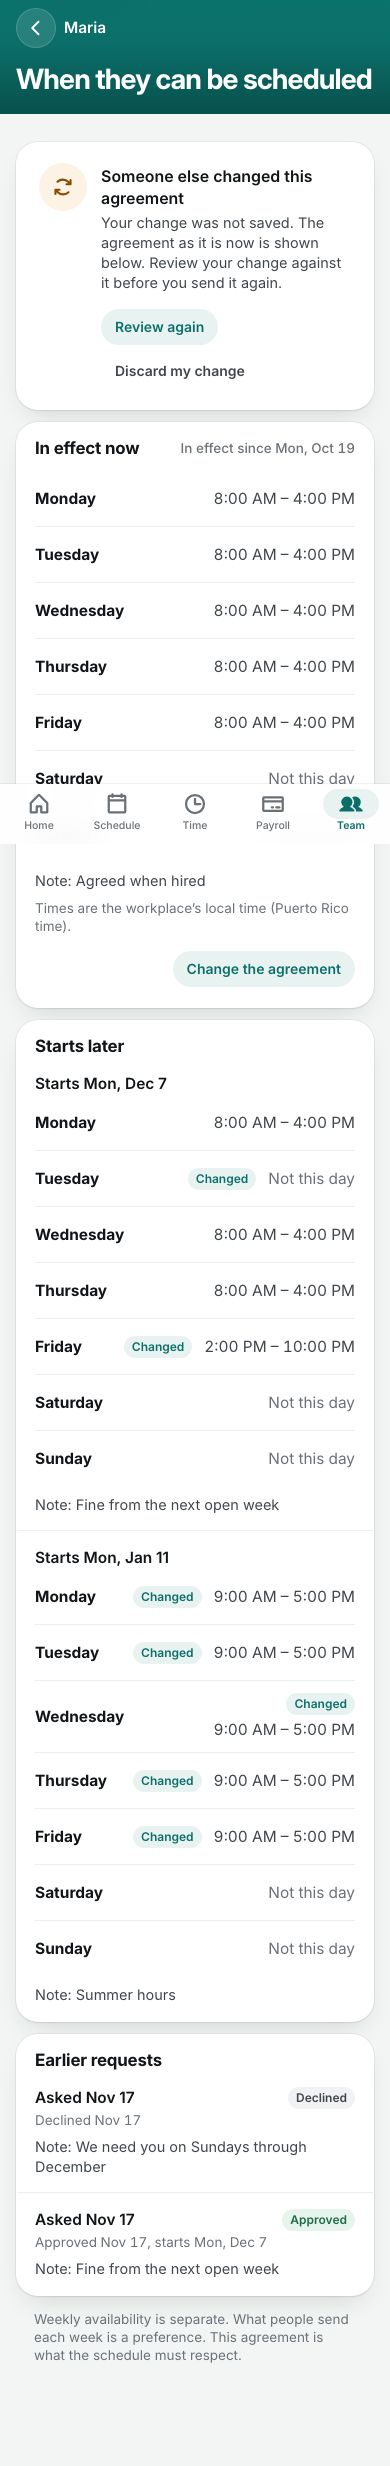 Maria
When they can be scheduled
Someone else changed this
agreement
Your change was not saved. The
agreement as it is now is shown
below. Review your change against
it before you send it again.
Review again
Discard my change
In effect now In effect since Mon, Oct 19
Monday 8:00 AM – 4:00 PM
Tuesday 8:00 AM – 4:00 PM
Wednesday 8:00 AM – 4:00 PM
Thursday 8:00 AM – 4:00 PM
Friday 8:00 AM – 4:00 PM
Saturday Not this day
Home Schedule Time Payroll Team
Note: Agreed when hired
Times are the workplace’s local time (Puerto Rico
time).
Change the agreement
Starts later
Starts Mon, Dec 7
Monday 8:00 AM – 4:00 PM
Tuesday Changed Not this day
Wednesday 8:00 AM – 4:00 PM
Thursday 8:00 AM – 4:00 PM
Friday Changed 2:00 PM – 10:00 PM
Saturday Not this day
Sunday Not this day
Note: Fine from the next open week
Starts Mon, Jan 11
Monday Changed 9:00 AM – 5:00 PM
Tuesday Changed 9:00 AM – 5:00 PM
Changed
Wednesday 9:00 AM – 5:00 PM
Thursday Changed 9:00 AM – 5:00 PM
Friday Changed 9:00 AM – 5:00 PM
Saturday Not this day
Sunday Not this day
Note: Summer hours
Earlier requests
Asked Nov 17 Declined
Declined Nov 17
Note: We need you on Sundays through
December
Asked Nov 17 Approved
Approved Nov 17, starts Mon, Dec 7
Note: Fine from the next open week
Weekly availability is separate. What people send
each week is a preference. This agreement is
what the schedule must respect.